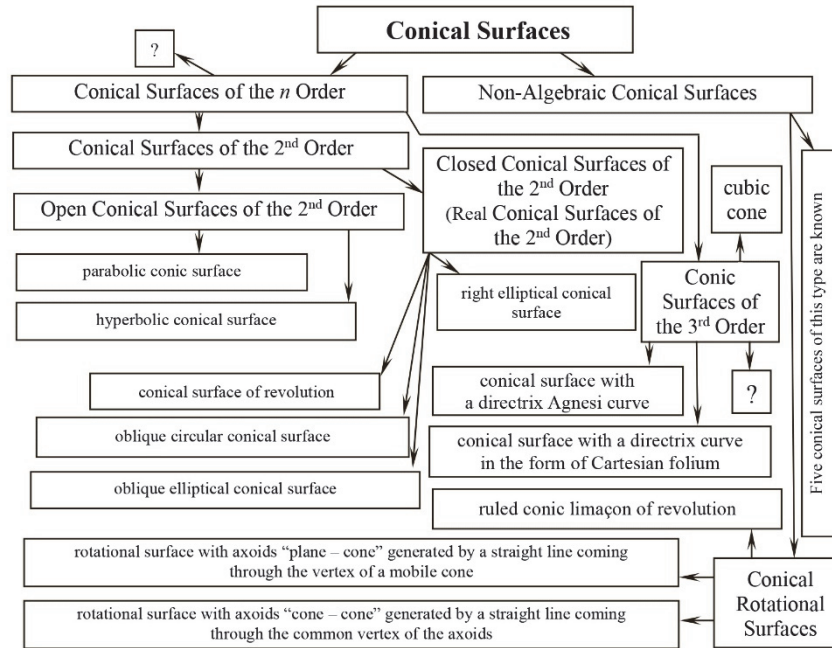 Conical Surfaces
?
Conical Surfaces of the n Order
Non-Algebraic Conical Surfaces
Conical Surfaces of the 2nd Order
Closed Conical Surfaces of
the 2nd Order
(Real Conical Surfaces of
the 2nd Order)
cubic
cone
Five conical surfaces of this type are known
Open Conical Surfaces of the 2nd Order
parabolic conic surface
hyperbolic conical surface
right elliptical conical
surface
Conic
Surfaces of
the 3rd Order
conical surface of revolution
conical surface with
a directrix Agnesi curve
?
oblique circular conical surface
conical surface with a directrix curve
in the form of Cartesian folium
oblique elliptical conical surface
ruled conic limaçon of revolution
rotational surface with axoids “plane – cone” generated by a straight line coming
through the vertex of a mobile cone
Conical
Rotational
Surfaces
rotational surface with axoids “cone – cone” generated by a straight line coming
through the common vertex of the axoids